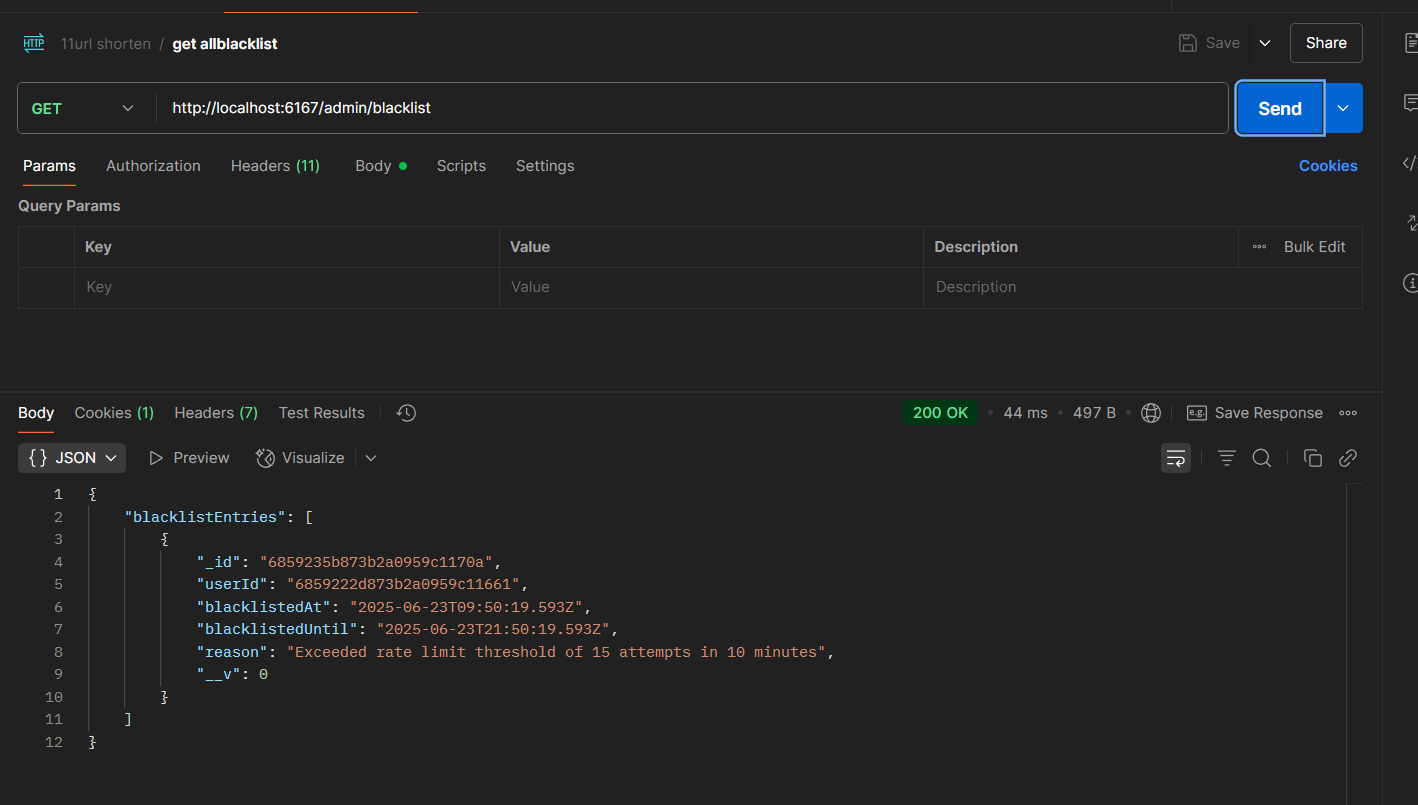 HTTP 11url shorten / get allblacklist Save Share
GET http://localhost:6167/admin/blacklist Send
Params Authorization Headers (11) Body Scripts Settings Cookies
Query Params
Key Value Description Bulk Edit
Key Value Description
Body Cookies (1) Headers (7) Test Results 200 OK • 44 ms • 497 B • e.g. Save Response
{} JSON Preview Visualize
1 {
2 "blacklistEntries": [
3 {
4 "_id": "6859235b873b2a0959c1170a",
5 "userId": "6859222d873b2a0959c11661",
6 "blacklistedAt": "2025-06-23T09:50:19.593Z",
7 "blacklistedUntil": "2025-06-23T21:50:19.593Z",
8 "reason": "Exceeded rate limit threshold of 15 attempts in 10 minutes",
9 "__v": 0
10 }
11 ]
12 }